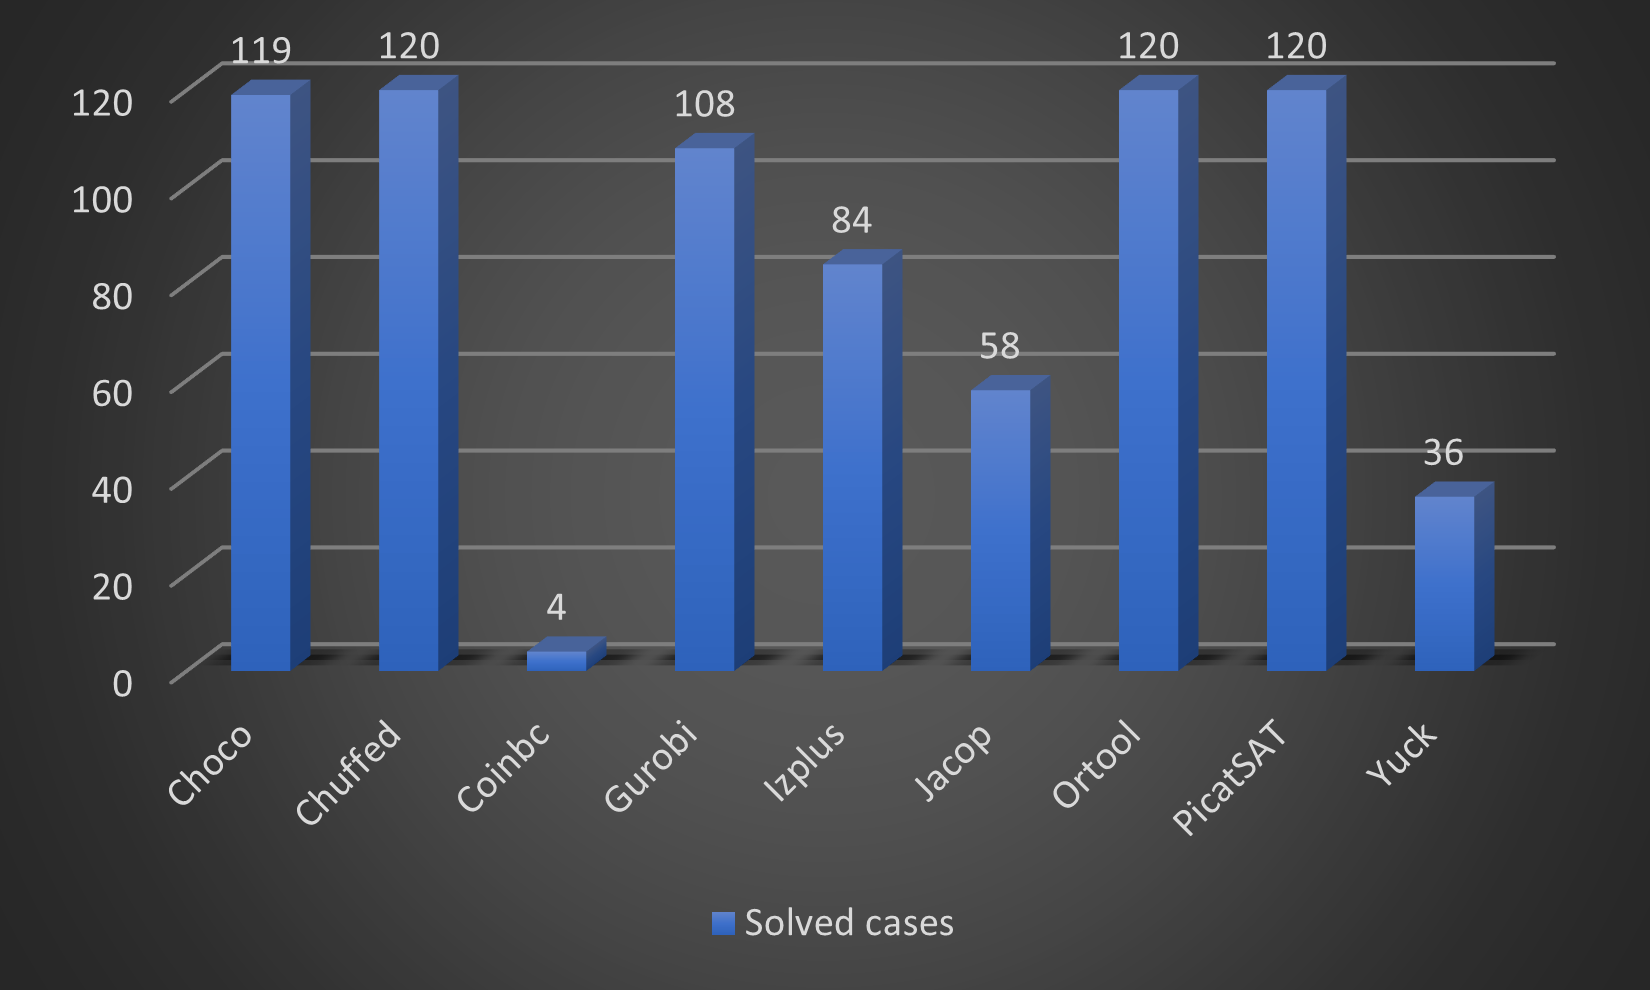 119
120
108
84
58
120
120
36
4
120
100
80
60
40
20
0
Choco
Chuffed
Coinbc
Gurobi
Izplus
Jacop
Ortool
PicatSAT
Yuck
Solved cases